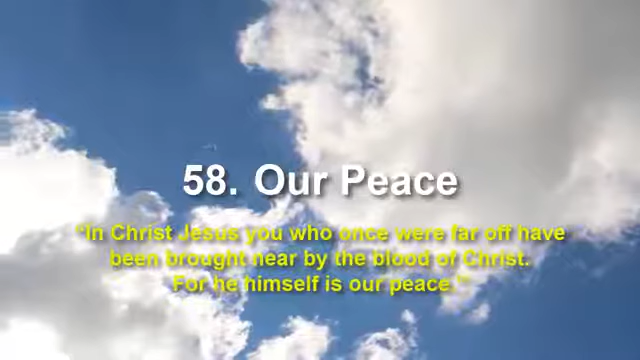 58. Our Peace
"In Christ Jesus you who once were far off have
been brought near by the blood of Christ.
For he himself is our peace."